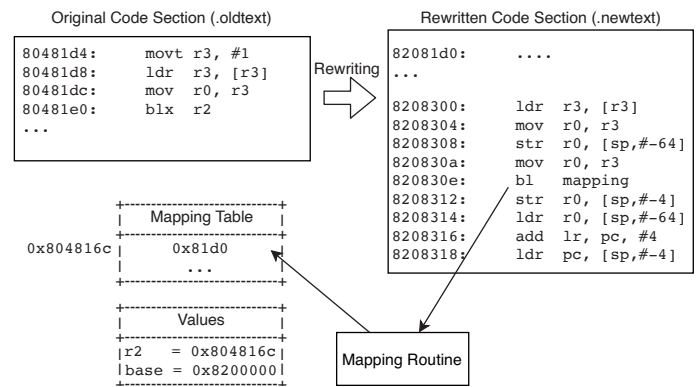 Original Code Section (.oldtext)
80481d4: movt r3, #1
80481d8: ldr r3, [r3]
80481dc: mov r0, r3
80481e0: blx r2
...
Rewriting
Rewritten Code Section (.newtext)
82081d0: ....
...
8208300: ldr r3, [r3]
8208304: mov r0, r3
8208308: str r0, [sp,#-64]
820830a: mov r0, r3
820830e: bl mapping
8208312: str r0, [sp,#-4]
8208314: ldr r0, [sp,#-64]
8208316: add lr, pc, #4
8208318: ldr pc, [sp,#-4]
Mapping Table
0x804816c 0x81d0
...
Values
r2 = 0x804816c
base = 0x8200000
Mapping Routine